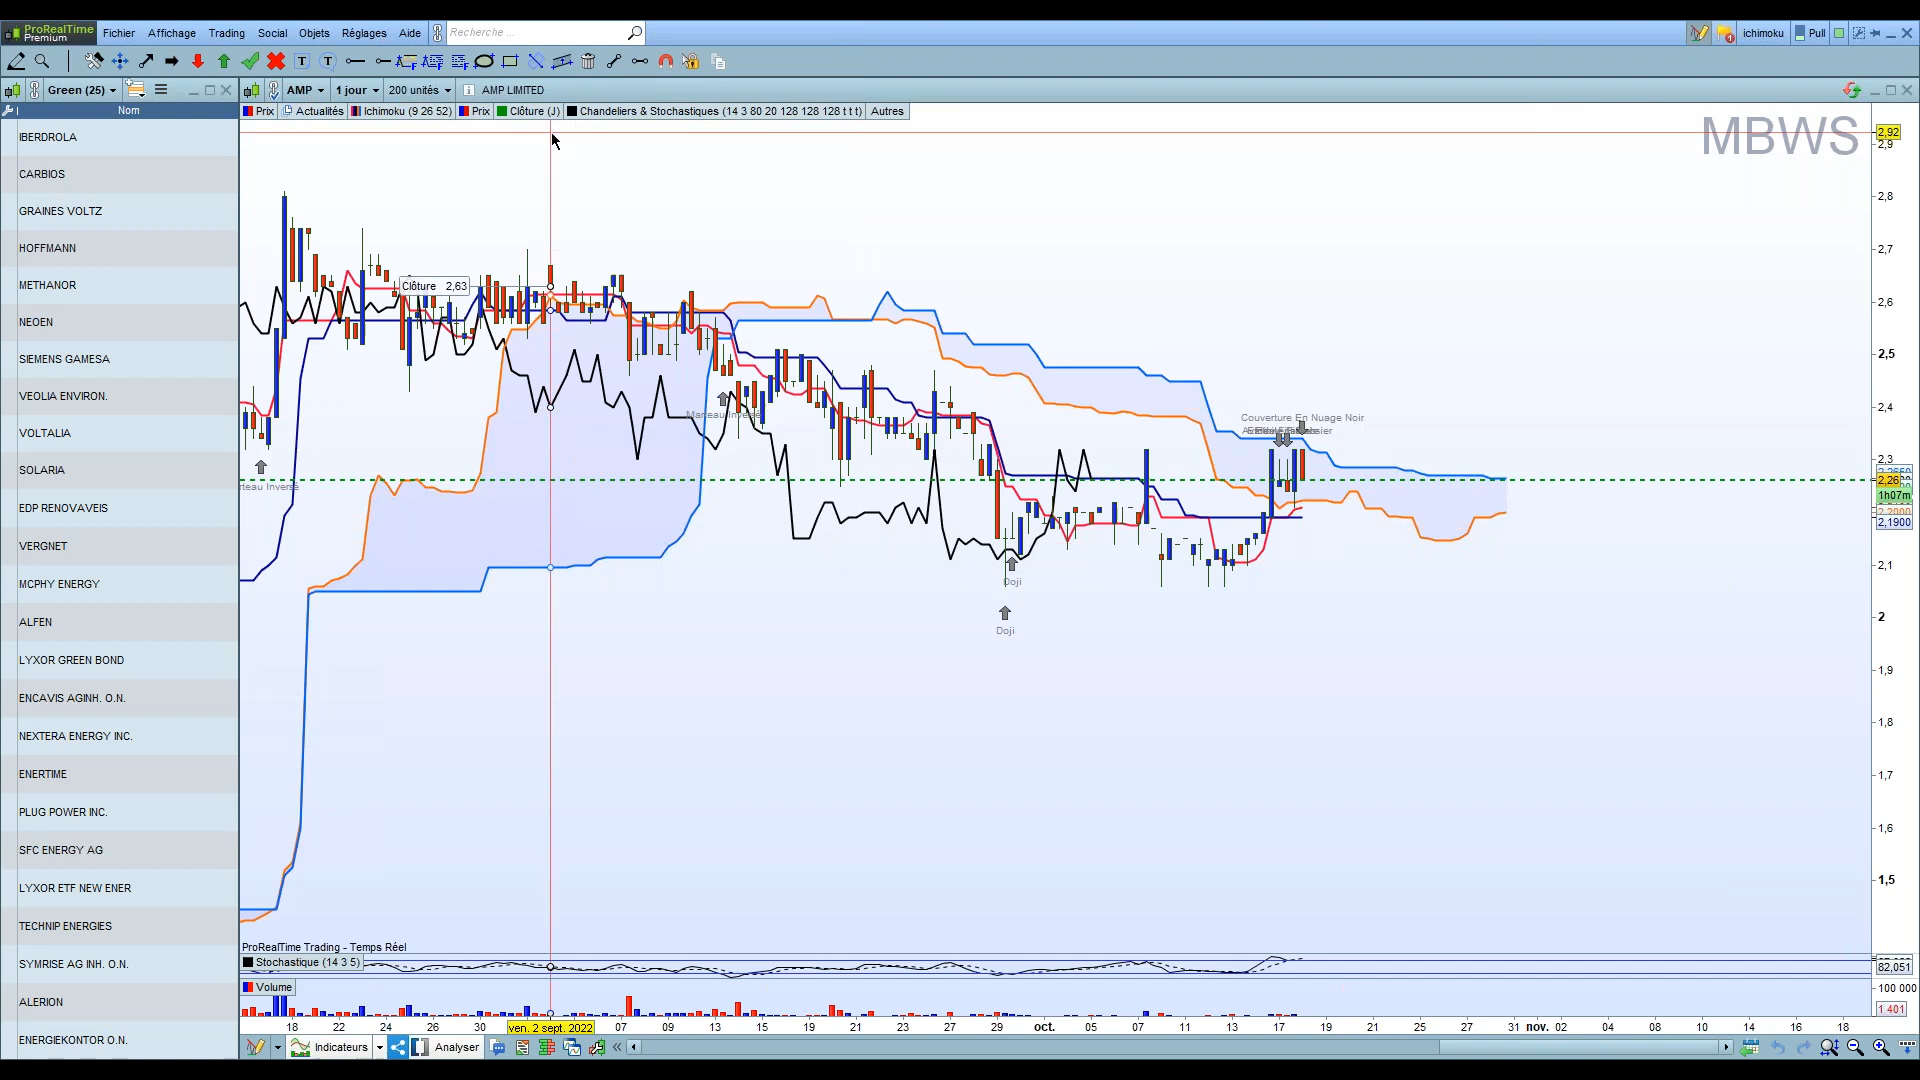 ProRealTime
Premium
Fichier Affichage Trading Social Objets Réglages Aide Recherche ... ichimoku Pull
Green (25) AMP 1 jour 200 unités AMP LIMITED
Nom
Prix Actualités Ichimoku (9 26 52) Prix Clôture (J) Chandeliers & Stochastiques (14 3 80 20 128 128 128 t t t) Autres
IBERDROLA
CARBIOS
GRAINES VOLTZ
HOFFMANN
METHANOR
NEOEN
SIEMENS GAMESA
VEOLIA ENVIRON.
VOLTALIA
SOLARIA
EDP RENOVAVEIS
VERGNET
MCPHY ENERGY
ALFEN
LYXOR GREEN BOND
ENCAVIS AGINH. O.N.
NEXTERA ENERGY INC.
ENERTIME
PLUG POWER INC.
SFC ENERGY AG
LYXOR ETF NEW ENER
TECHNIP ENERGIES
SYMRISE AG INH. O.N.
ALERION
ENERGIEKONTOR O.N.
MBWS
2,92
2,9
2,8
2,7
2,6
2,5
2,4
2,3
2,26
1h07m
2,2000
2,1900
2,1
2
1,9
1,8
1,7
1,6
1,5
Clôture 2,63
Marteau Inversé
Couverture En Nuage Noir
Doji
Doji
ProRealTime Trading - Temps Réel
Stochastique (14 3 5)
82,051
Volume
100 000
1 401
18 22 24 26 30 ven. 2 sept. 2022 07 09 13 15 19 21 23 27 29 oct. 05 07 11 13 17 19 21 25 27 31 nov. 02 04 08 10 14 16 18
Indicateurs Analyser